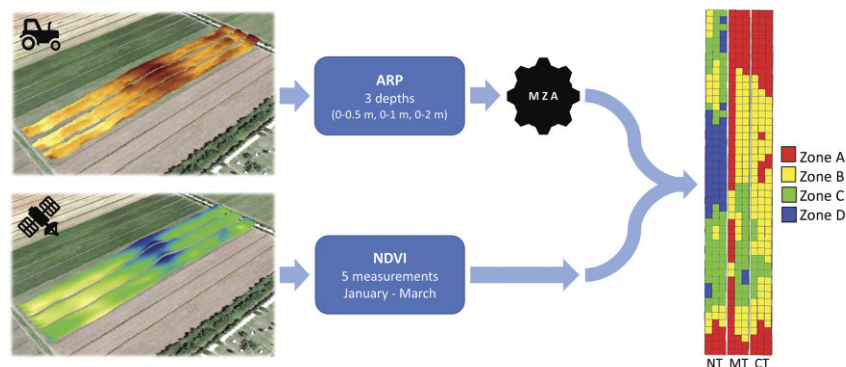 ARP
3 depths
(0-0.5 m, 0-1 m, 0-2 m)
MZA
NDVI
5 measurements
January - March
Zone A
Zone B
Zone C
Zone D
NT MT CT